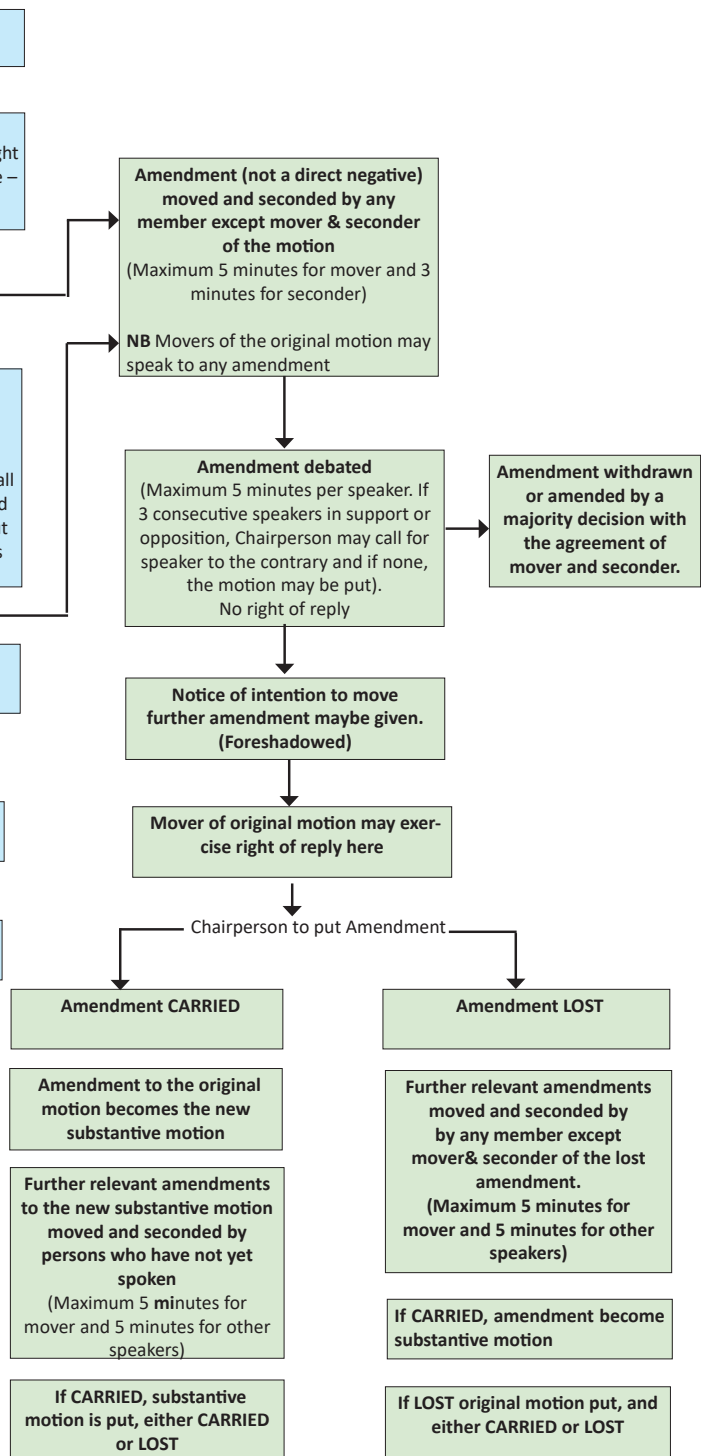 ght
e –
all
d
ut
s
Amendment (not a direct negative)
moved and seconded by any
member except mover & seconder
of the motion
(Maximum 5 minutes for mover and 3
minutes for seconder)
NB Movers of the original motion may
speak to any amendment
Amendment debated
(Maximum 5 minutes per speaker. If
3 consecutive speakers in support or
opposition, Chairperson may call for
speaker to the contrary and if none,
the motion may be put).
No right of reply
Amendment withdrawn
or amended by a
majority decision with
the agreement of
mover and seconder.
Notice of intention to move
further amendment maybe given.
(Foreshadowed)
Mover of original motion may exer-
cise right of reply here
Chairperson to put Amendment
Amendment CARRIED
Amendment to the original
motion becomes the new
substantive motion
Further relevant amendments
to the new substantive motion
moved and seconded by
persons who have not yet
spoken
(Maximum 5 minutes for
mover and 5 minutes for other
speakers)
If CARRIED, substantive
motion is put, either CARRIED
or LOST
Amendment LOST
Further relevant amendments
moved and seconded by
by any member except
mover& seconder of the lost
amendment.
(Maximum 5 minutes for
mover and 5 minutes for other
speakers)
If CARRIED, amendment become
substantive motion
If LOST original motion put, and
either CARRIED or LOST